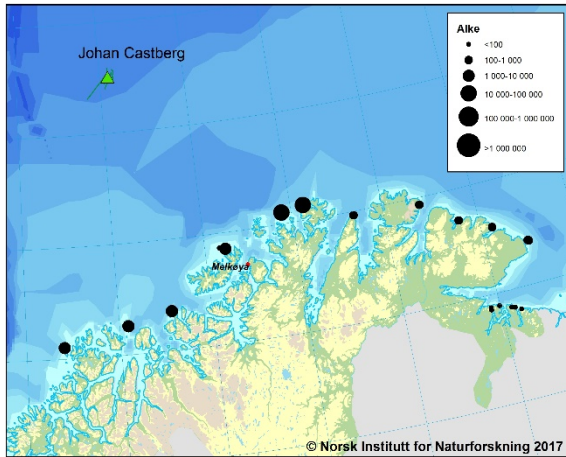 Johan Castberg
Alke
<100
100-1 000
1 000-10 000
10 000-100 000
100 000-1 000 000
>1 000 000
Melkøya
© Norsk Institutt for Naturforskning 2017